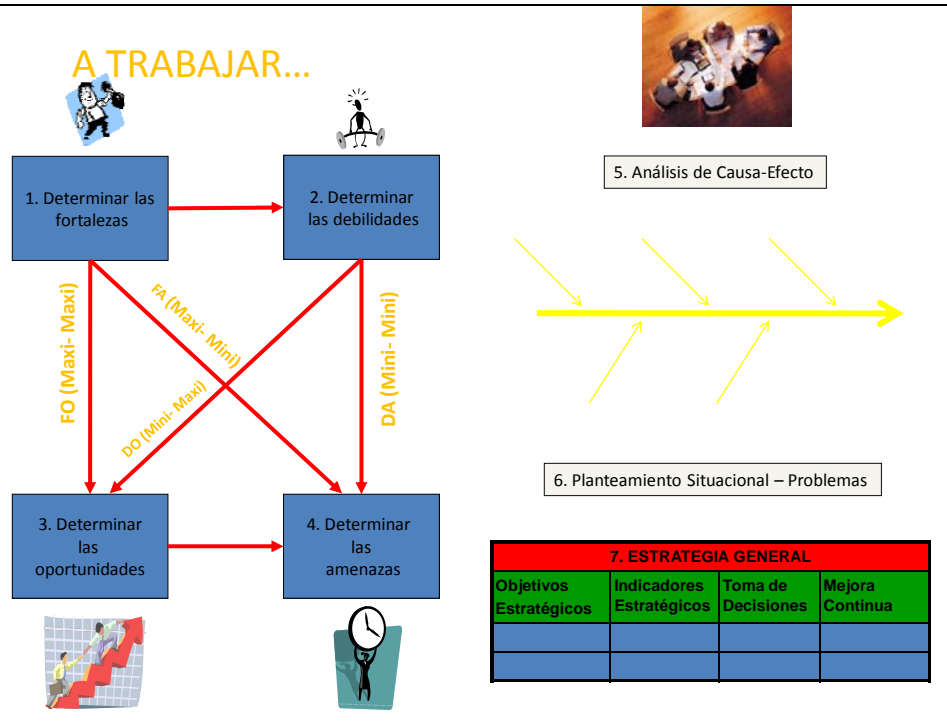 A TRABAJAR...
1. Determinar las
fortalezas
2. Determinar
las debilidades
FO (Maxi- Maxi)
FA (Maxi- Mini)
DO (Mini- Maxi)
DA (Mini- Mini)
3. Determinar
las
oportunidades
4. Determinar
las
amenazas
5. Análisis de Causa-Efecto
6. Planteamiento Situacional – Problemas
7. ESTRATEGIA GENERAL
Objetivos
Estratégicos
Indicadores
Estratégicos
Toma de
Decisiones
Mejora
Continua